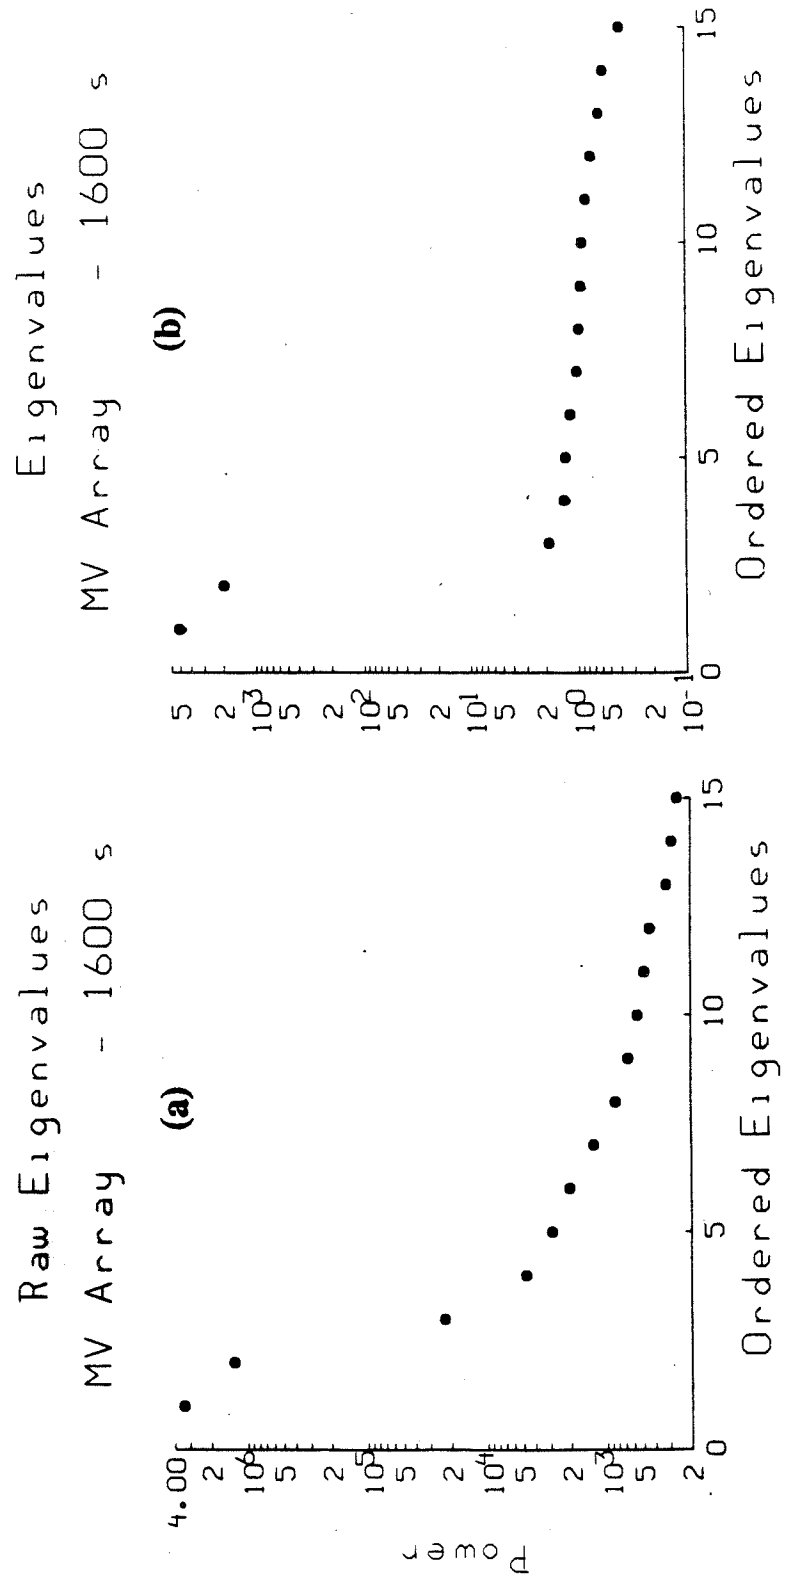 Raw Eigenvalues
MV Array - 1600 s
(a)
Power
4.00
2
10^6
5
2
10^5
5
2
10^4
5
2
10^3
5
2
0 5 10 15
Ordered Eigenvalues
Eigenvalues
MV Array - 1600 s
(b)
5
2
10^3
5
2
10^2
5
2
10^1
5
2
10^0
5
2
10^-1
0 5 10 15
Ordered Eigenvalues